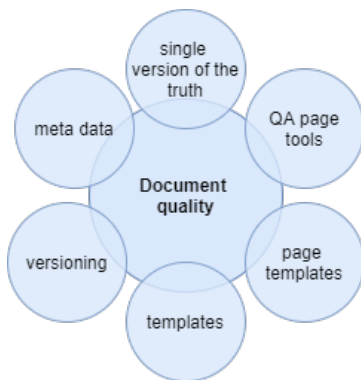 single
version of the
truth
QA page
tools
meta data
Document
quality
versioning
page
templates
templates